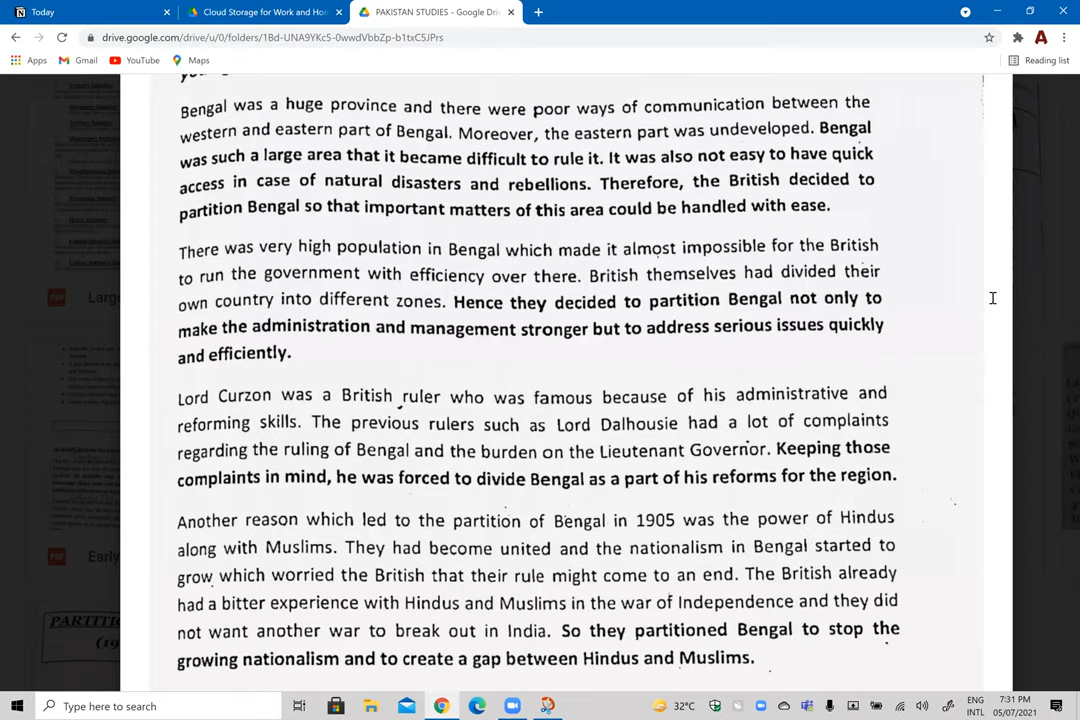 Today
Cloud Storage for Work and Hom
PAKISTAN STUDIES - Google Driv
drive.google.com/drive/u/0/folders/1Bd-UNA9YKc5-0wwdVbbZp-b1txC5JPrs
Apps
Gmail
YouTube
Maps
Reading list
Bengal was a huge province and there were poor ways of communication between the
western and eastern part of Bengal. Moreover, the eastern part was undeveloped. Bengal
was such a large area that it became difficult to rule it. It was also not easy to have quick
access in case of natural disasters and rebellions. Therefore, the British decided to
partition Bengal so that important matters of this area could be handled with ease.
There was very high population in Bengal which made it almost impossible for the British
to run the government with efficiency over there. British themselves had divided their
own country into different zones. Hence they decided to partition Bengal not only to
make the administration and management stronger but to address serious issues quickly
and efficiently.
Lord Curzon was a British ruler who was famous because of his administrative and
reforming skills. The previous rulers such as Lord Dalhousie had a lot of complaints
regarding the ruling of Bengal and the burden on the Lieutenant Governor. Keeping those
complaints in mind, he was forced to divide Bengal as a part of his reforms for the region.
Another reason which led to the partition of Bengal in 1905 was the power of Hindus
along with Muslims. They had become united and the nationalism in Bengal started to
grow which worried the British that their rule might come to an end. The British already
had a bitter experience with Hindus and Muslims in the war of Independence and they did
not want another war to break out in India. So they partitioned Bengal to stop the
growing nationalism and to create a gap between Hindus and Muslims.
PDF
Large
PDF
Early
PARTITI
(19
Type here to search
32°C
ENG
INTL
7:31 PM
05/07/2021